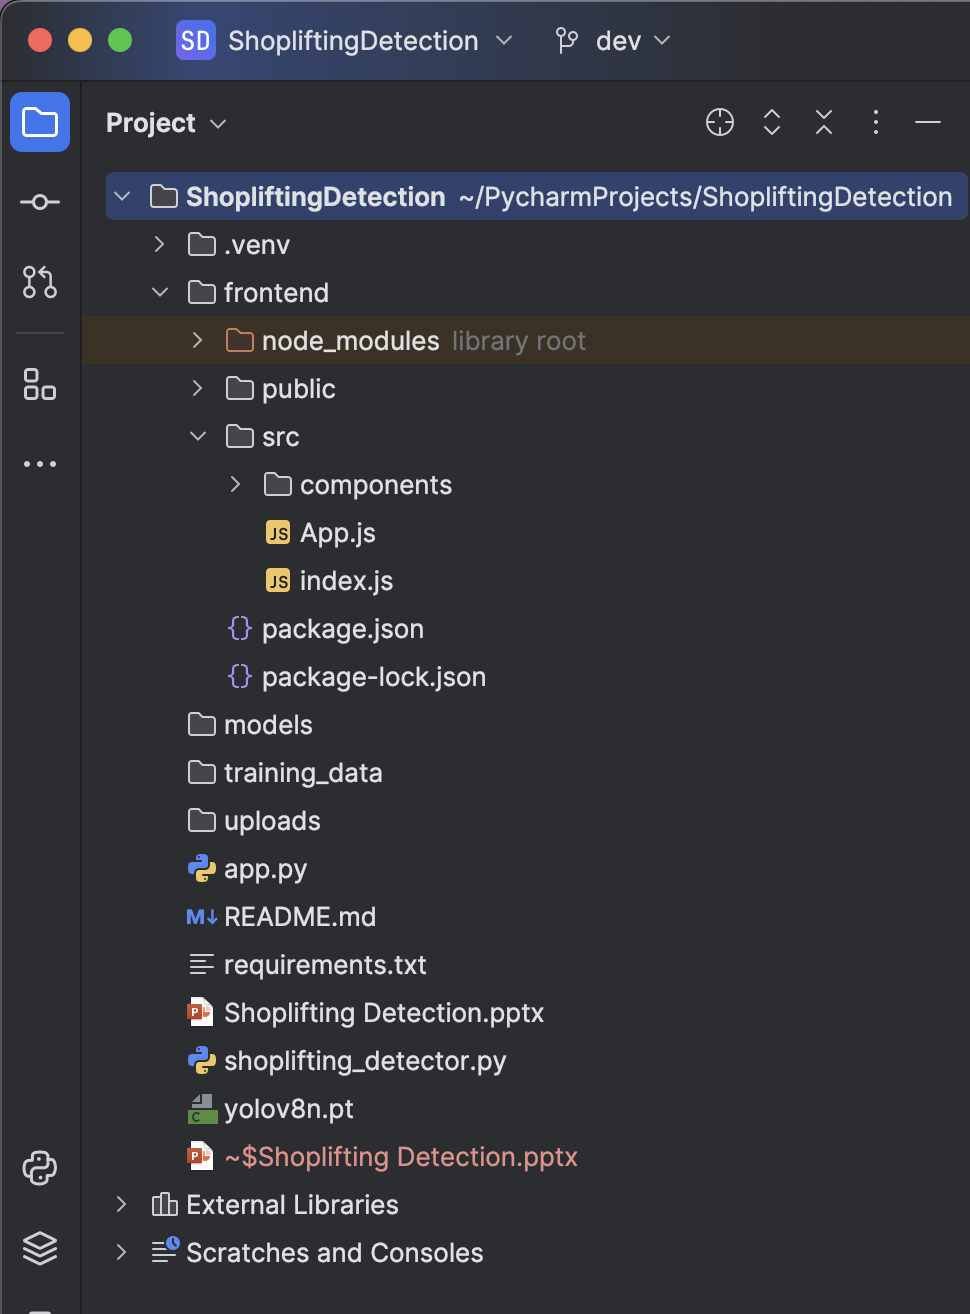 SD ShopliftingDetection dev
Project
ShopliftingDetection ~/PycharmProjects/ShopliftingDetection
.venv
frontend
node_modules library root
public
src
components
JS App.js
JS index.js
{} package.json
{} package-lock.json
models
training_data
uploads
app.py
M↓ README.md
requirements.txt
P Shoplifting Detection.pptx
shoplifting_detector.py
C yolov8n.pt
P ~$Shoplifting Detection.pptx
External Libraries
Scratches and Consoles